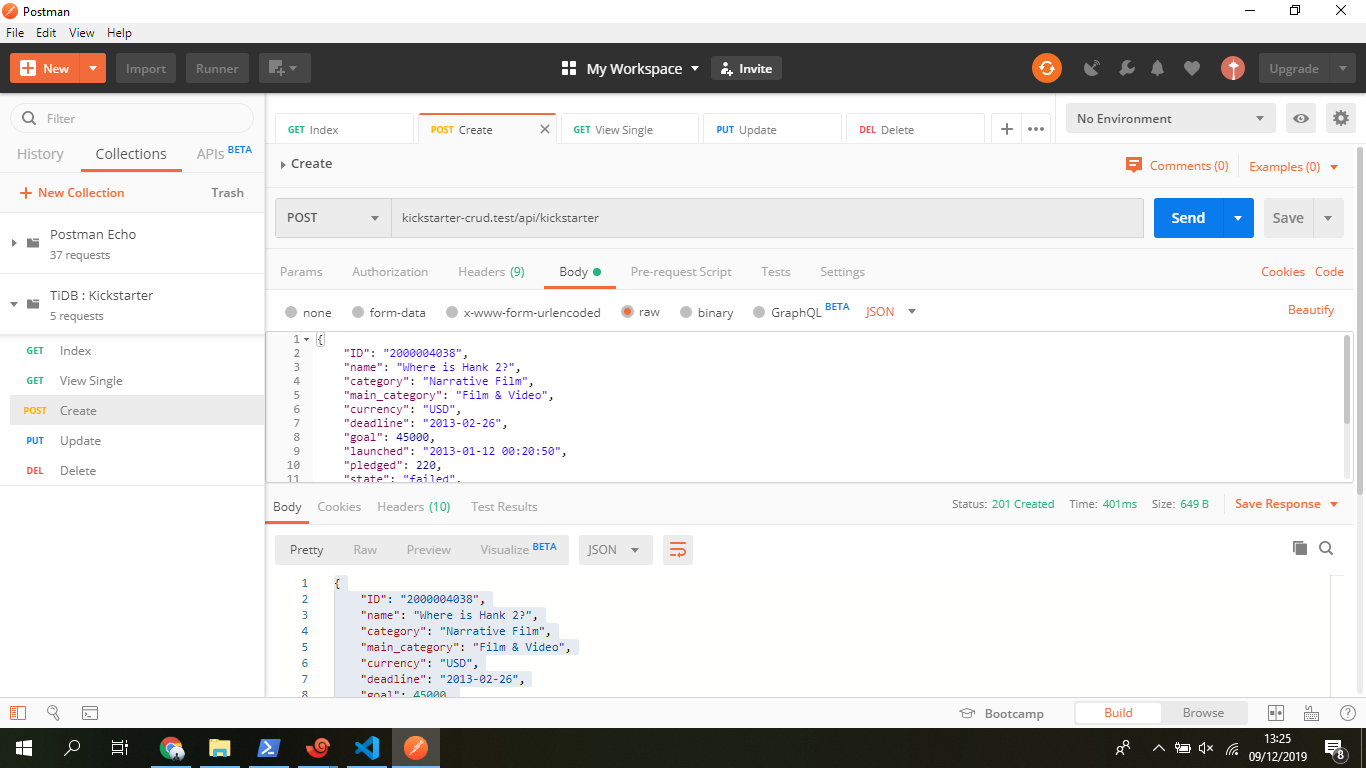 Postman
File Edit View Help
New Import Runner My Workspace Invite Upgrade
Filter
History Collections APIs BETA
New Collection Trash
Postman Echo
37 requests
TiDB : Kickstarter
5 requests
GET Index
GET View Single
POST Create
PUT Update
DEL Delete
GET Index POST Create GET View Single PUT Update DEL Delete No Environment
Create Comments (0) Examples (0)
POST kickstarter-crud.test/api/kickstarter Send Save
Params Authorization Headers (9) Body Pre-request Script Tests Settings Cookies Code
none form-data x-www-form-urlencoded raw binary GraphQL BETA JSON Beautify
1 {
2 "ID": "2000004038",
3 "name": "Where is Hank 2?",
4 "category": "Narrative Film",
5 "main_category": "Film & Video",
6 "currency": "USD",
7 "deadline": "2013-02-26",
8 "goal": 45000,
9 "launched": "2013-01-12 00:20:50",
10 "pledged": 220,
11 "state": "failed",
Body Cookies Headers (10) Test Results Status: 201 Created Time: 401ms Size: 649 B Save Response
Pretty Raw Preview Visualize BETA JSON
1 {
2 "ID": "2000004038",
3 "name": "Where is Hank 2?",
4 "category": "Narrative Film",
5 "main_category": "Film & Video",
6 "currency": "USD",
7 "deadline": "2013-02-26",
8 "goal": 45000,
Bootcamp Build Browse
13:25
09/12/2019
8